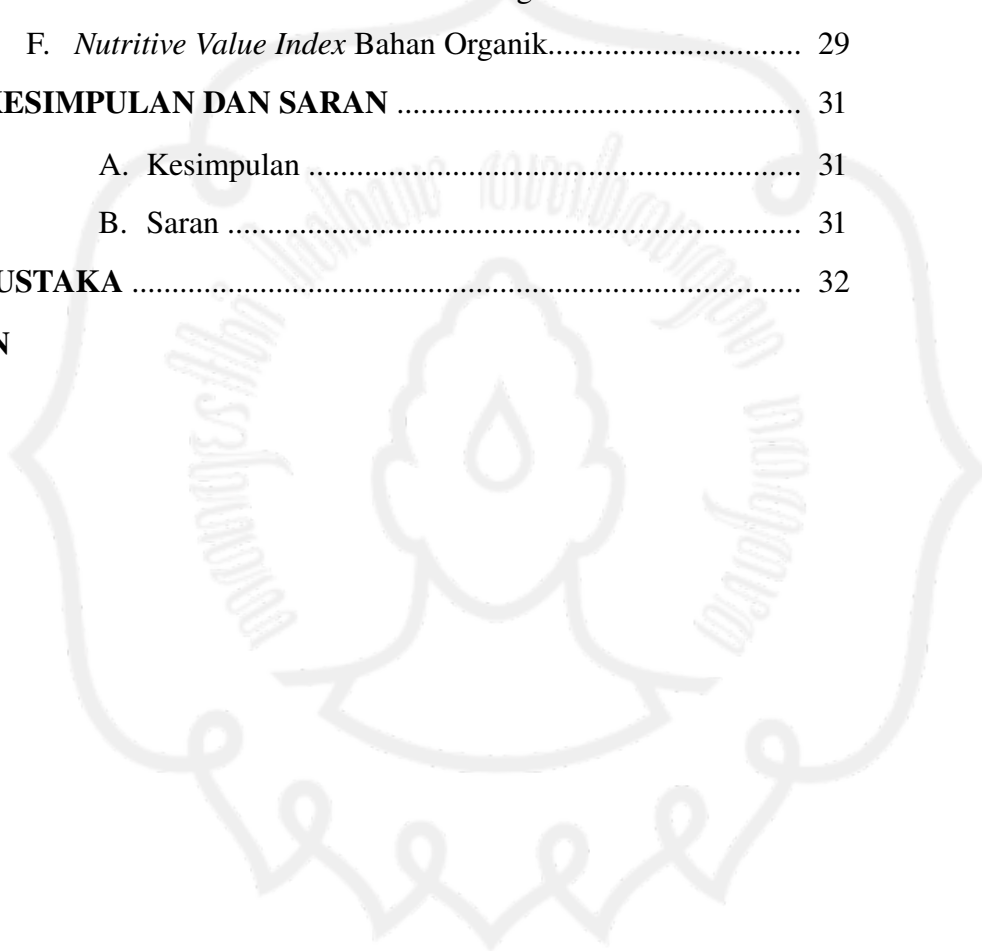 F. Nutritive Value Index Bahan Organik............................. 29
KESIMPULAN DAN SARAN .................................................. 31
A. Kesimpulan ............................................................. 31
B. Saran ....................................................................... 31
USTAKA ................................................................................... 32
N